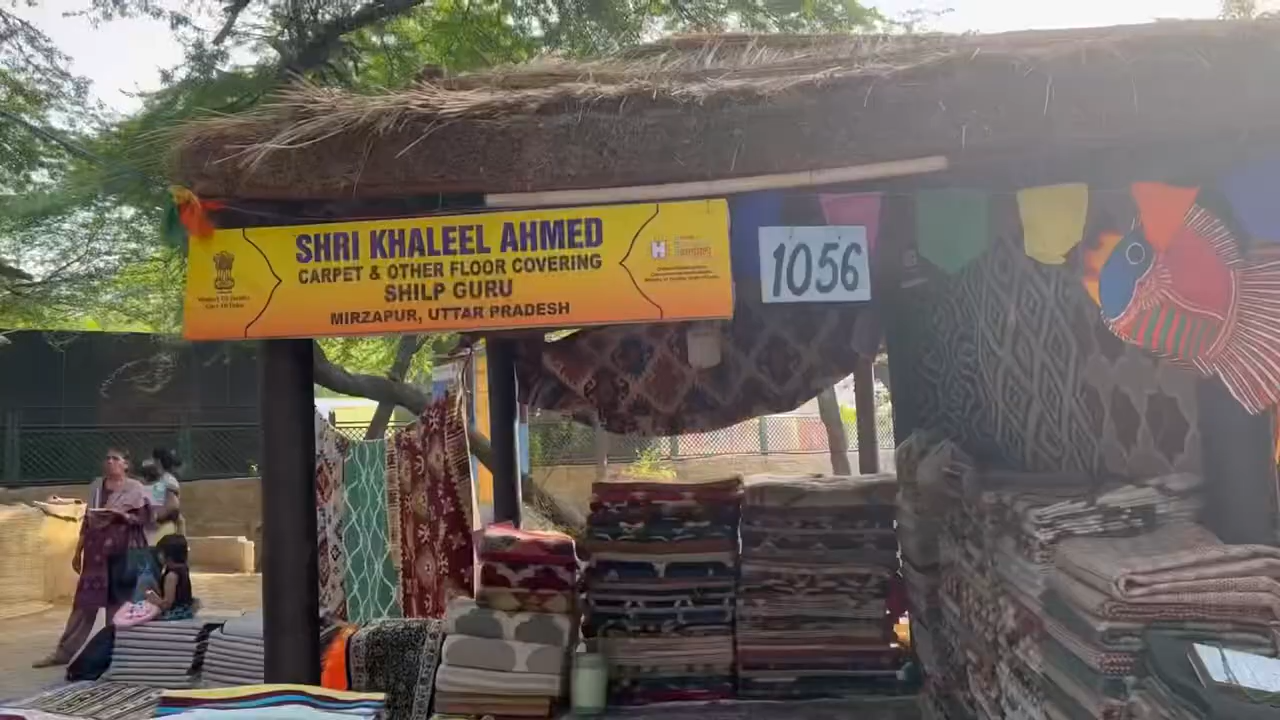 SHRI KHALEEL AHMED
CARPET & OTHER FLOOR COVERING
SHILP GURU
MIRZAPUR, UTTAR PRADESH
1056